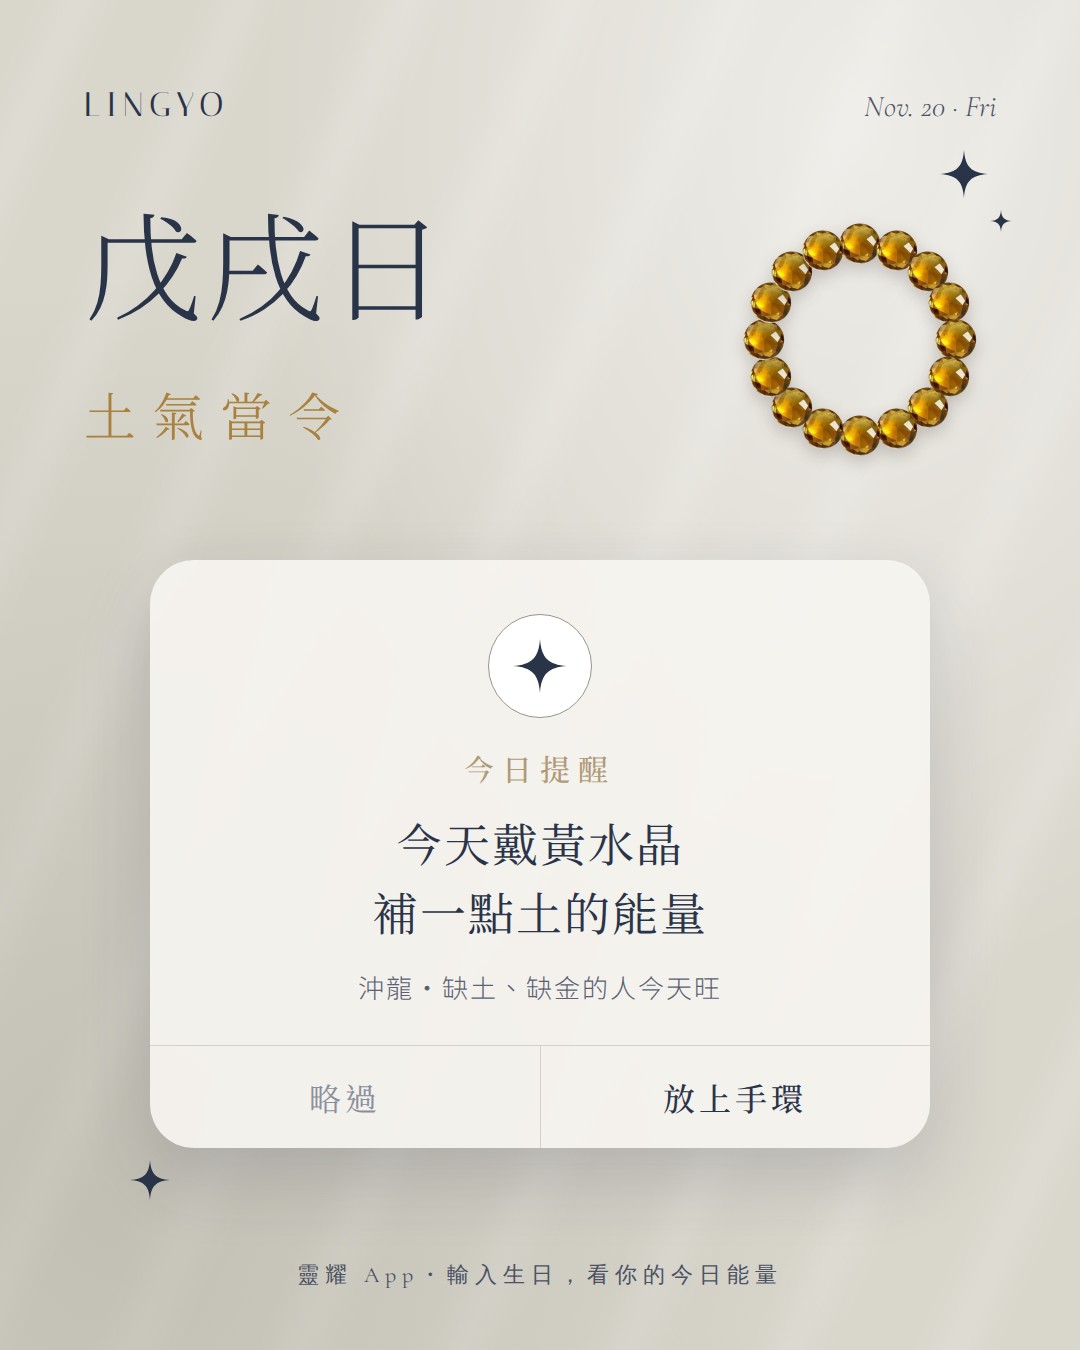 LINGYO
Nov. 20 · Fri
戊戌日
土氣當令
今日提醒
今天戴黃水晶
補一點土的能量
沖龍・缺土、缺金的人今天旺
略過
放上手環
靈耀 App・輸入生日，看你的今日能量